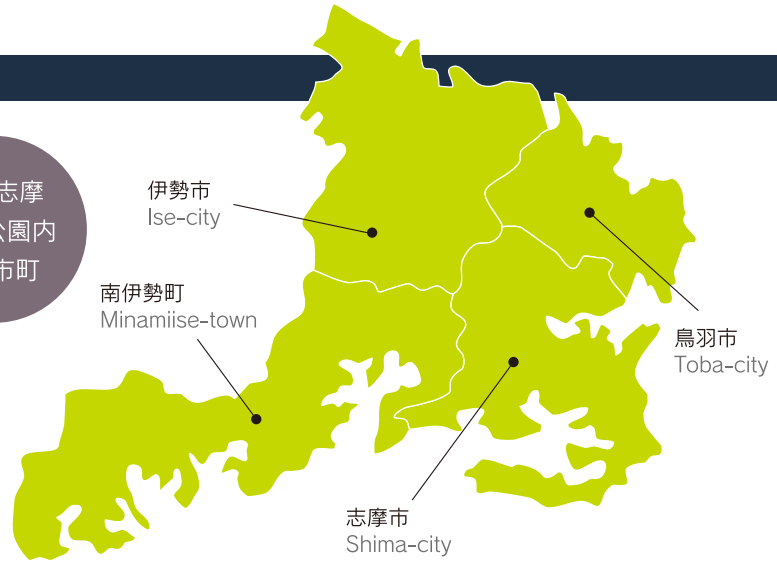 志摩
公園内
市町
伊勢市
Ise-city
南伊勢町
Minamiise-town
鳥羽市
Toba-city
志摩市
Shima-city